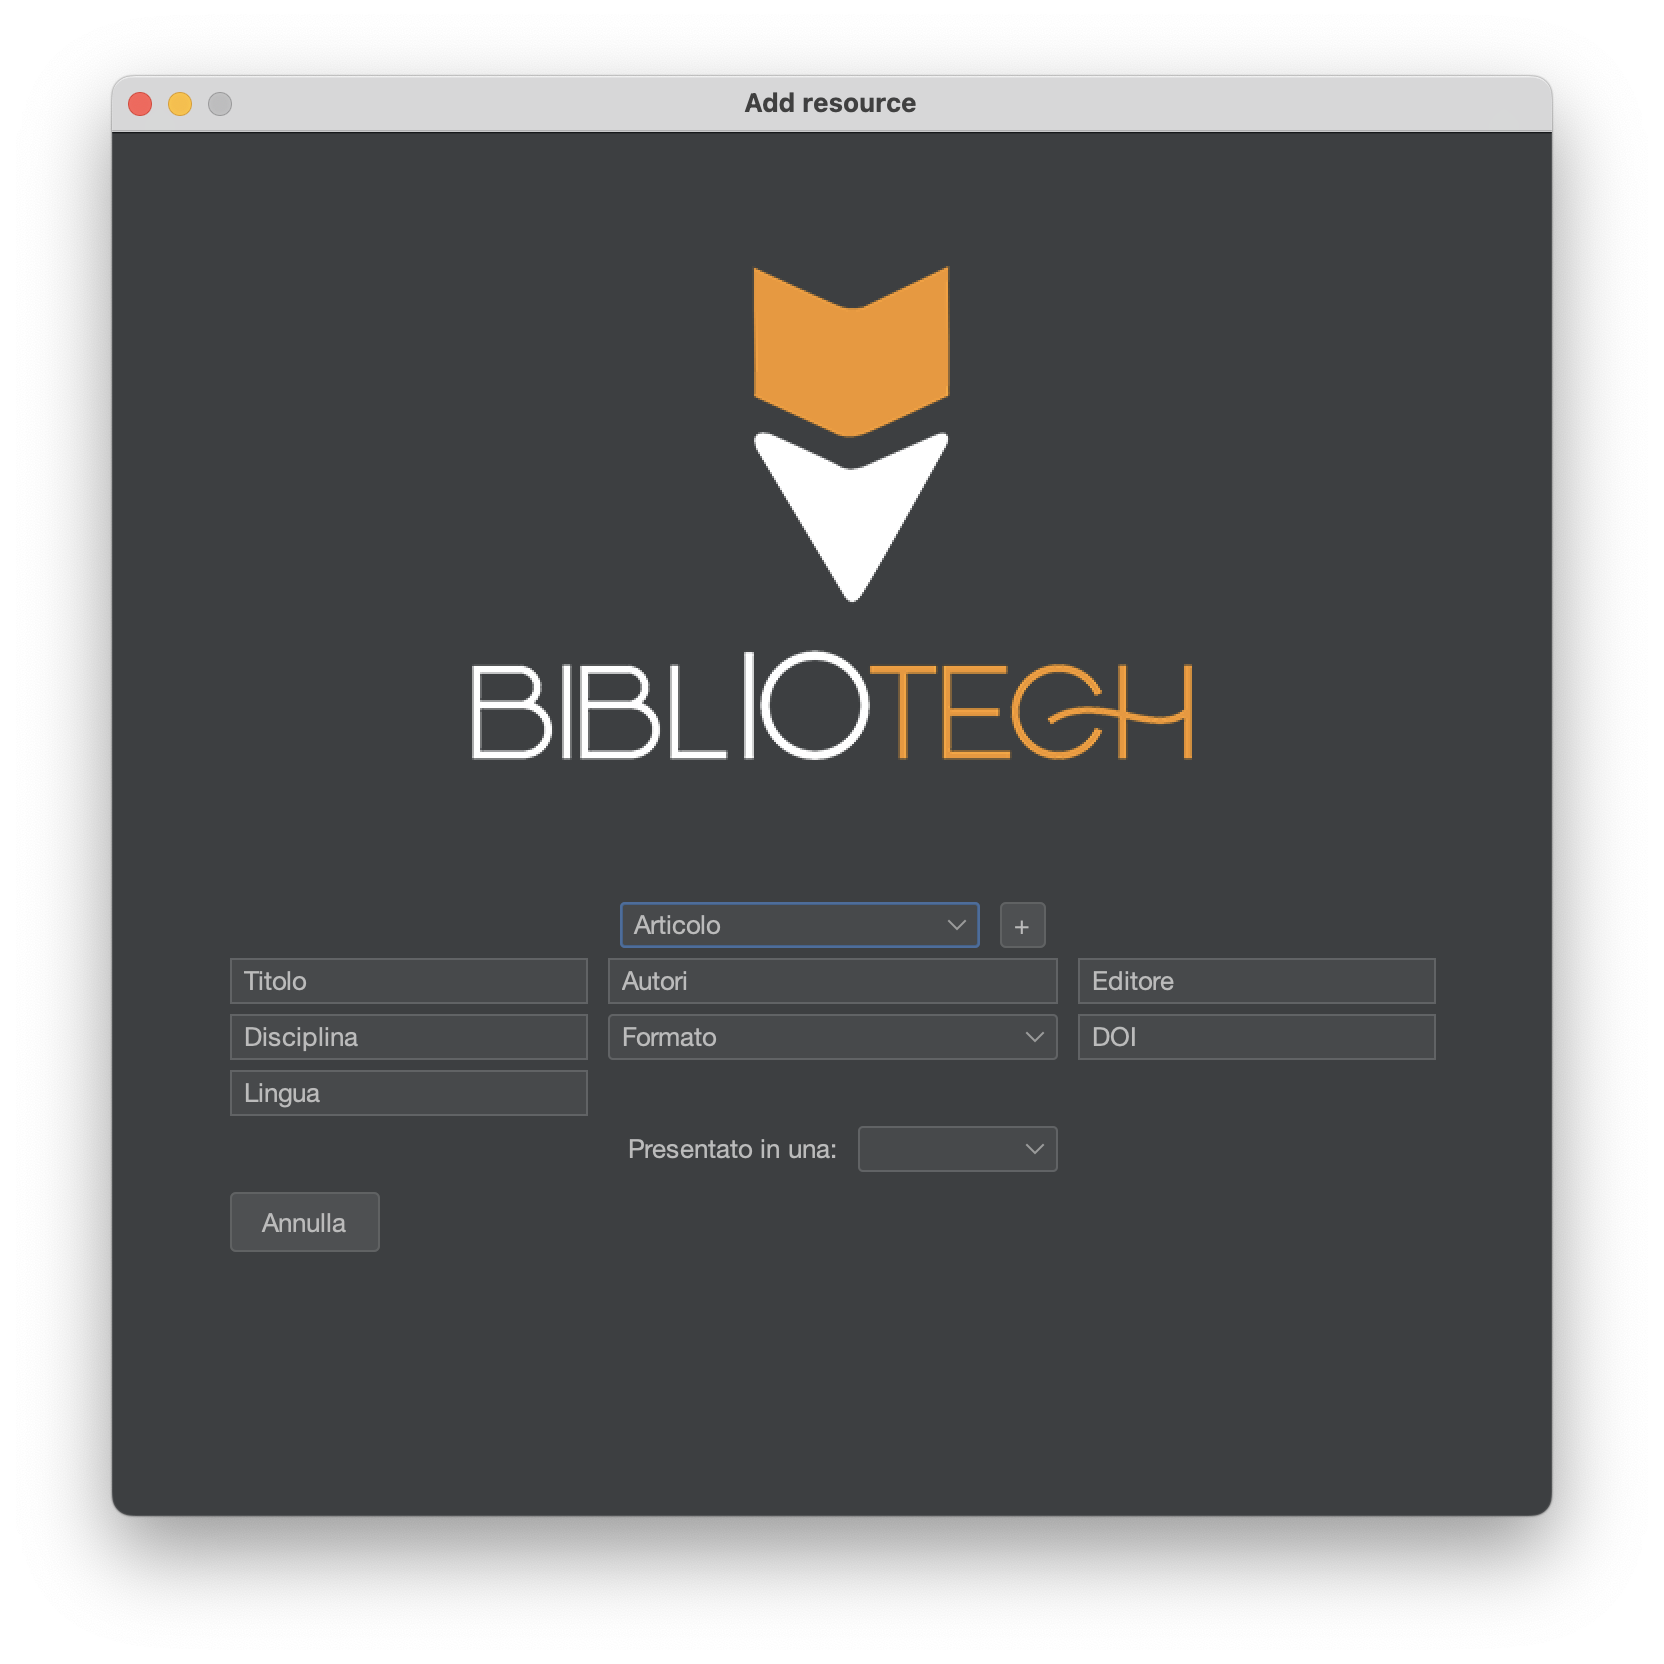 Add resource
BIBLIOTECH
Articolo +
Titolo Autori Editore
Disciplina Formato DOI
Lingua
Presentato in una:
Annulla